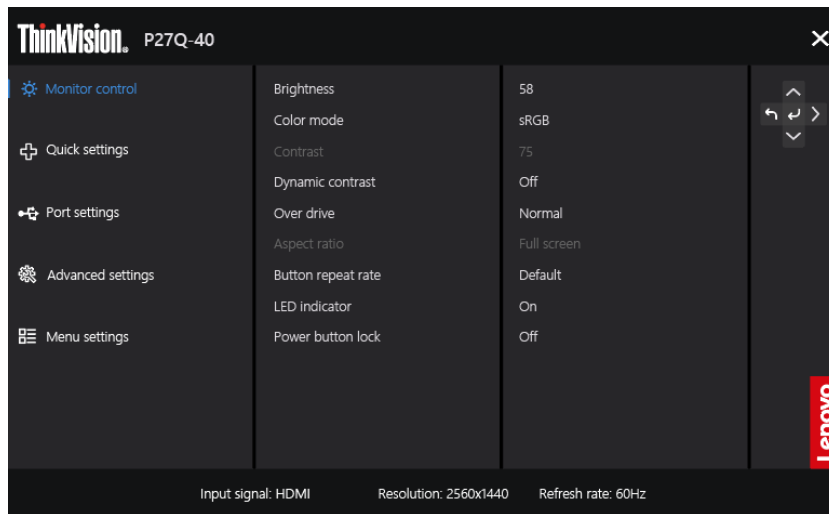 ThinkVision. P27Q-40
Monitor control
Quick settings
Port settings
Advanced settings
Menu settings
Brightness 58
Color mode sRGB
Contrast 75
Dynamic contrast Off
Over drive Normal
Aspect ratio Full screen
Button repeat rate Default
LED indicator On
Power button lock Off
Lenovo
Input signal: HDMI Resolution: 2560x1440 Refresh rate: 60Hz